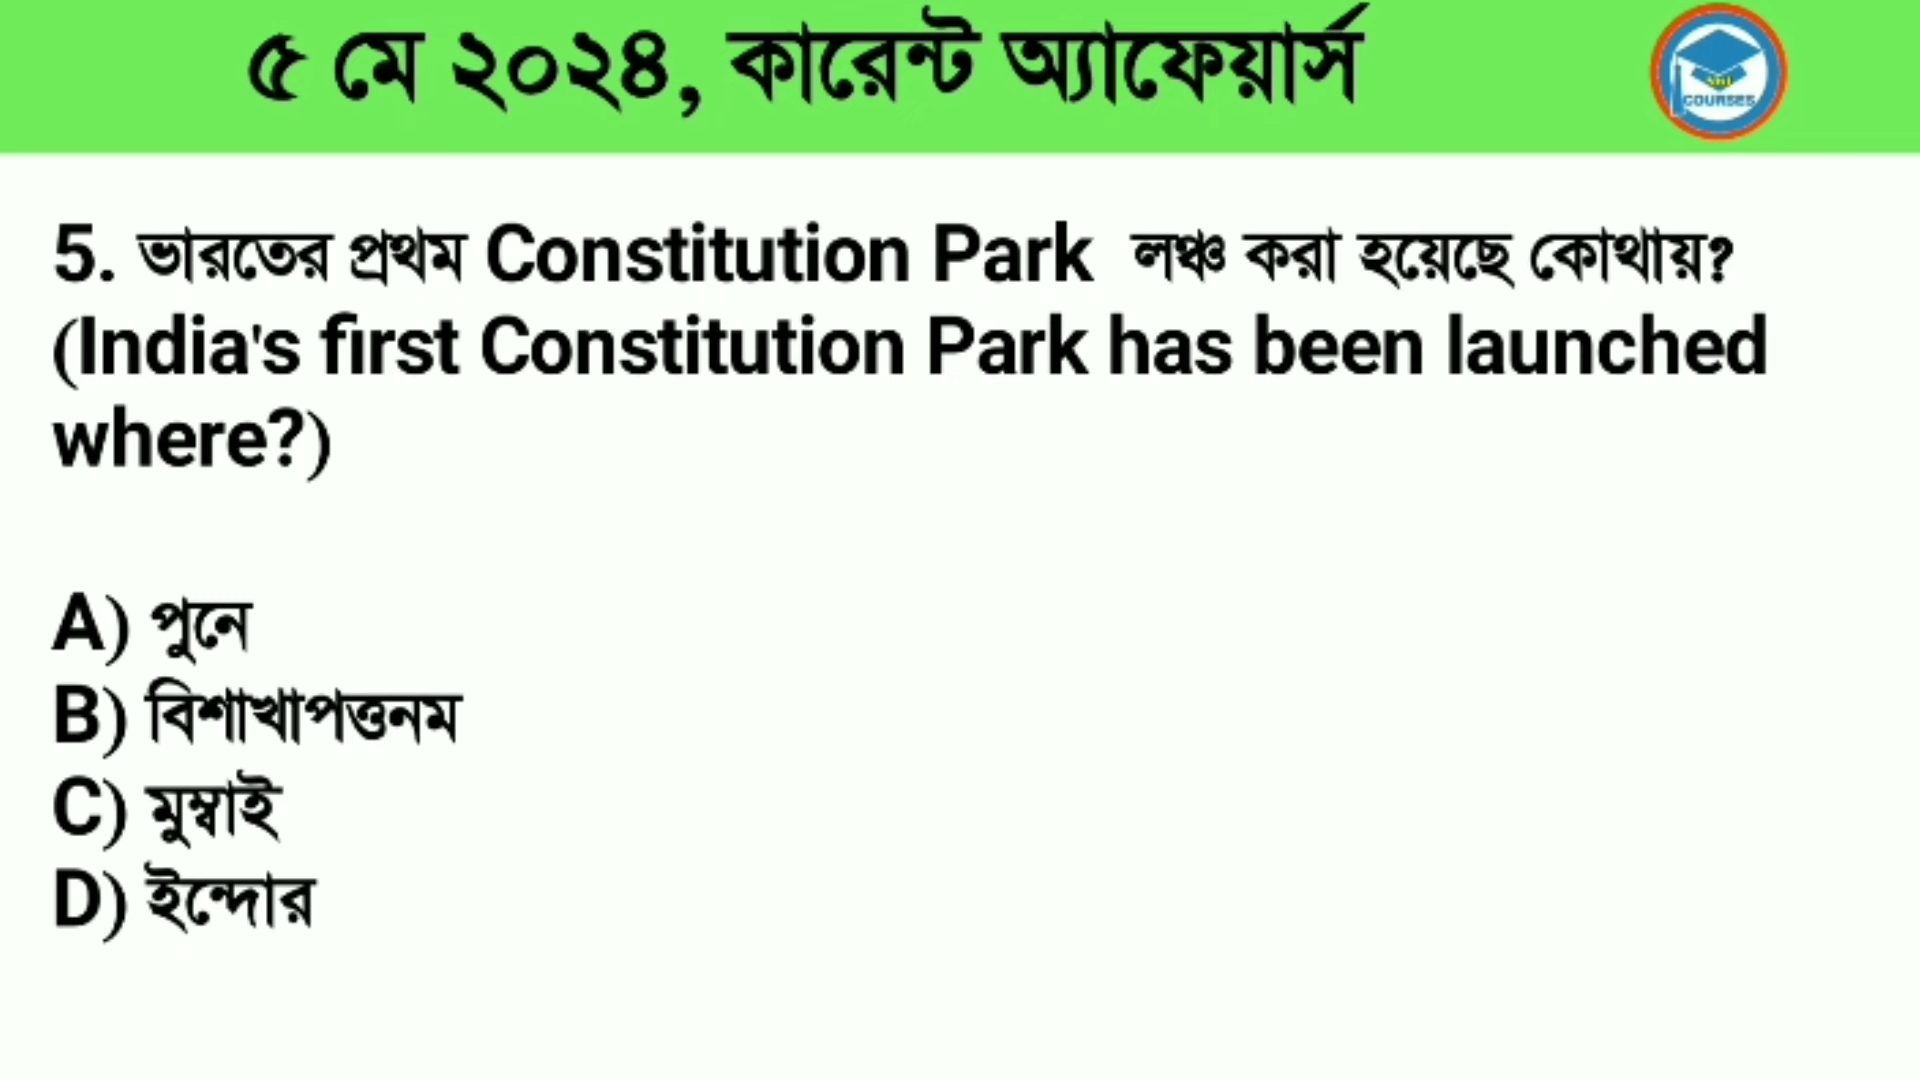 ৫ মে ২০২৪, কারেন্ট অ্যাফেয়ার্স
COURSES
5. ভারতের প্রথম Constitution Park লঞ্চ করা হয়েছে কোথায়?
(India's first Constitution Park has been launched
where?)
A) পুনে
B) বিশাখাপত্তনম
C) মুম্বাই
D) ইন্দোর